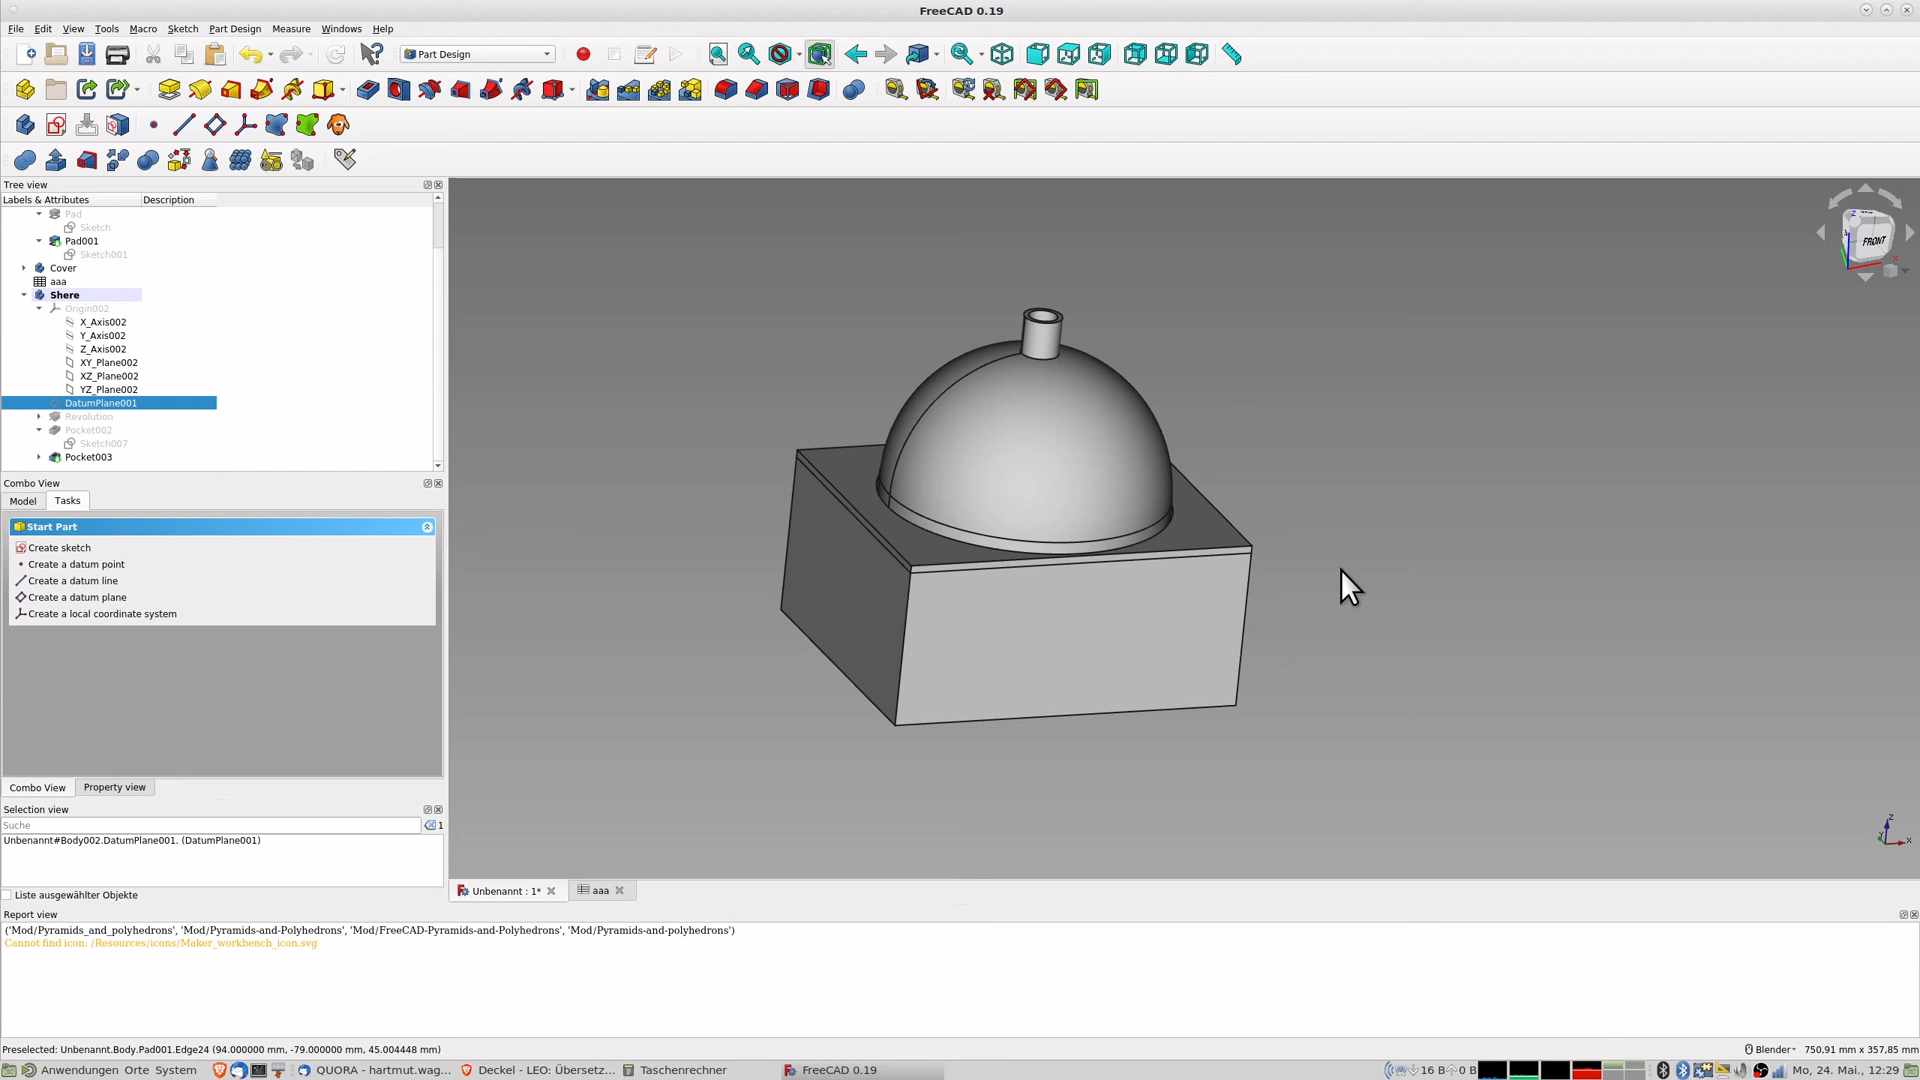 FreeCAD 0.19
File Edit View Tools Macro Sketch Part Design Measure Windows Help
Part Design
Tree view
Labels & Attributes Description
Pad
Sketch
Pad001
Sketch001
Cover
aaa
Shere
Origin002
X_Axis002
Y_Axis002
Z_Axis002
XY_Plane002
XZ_Plane002
YZ_Plane002
DatumPlane001
Revolution
Pocket002
Sketch007
Pocket003
Combo View
Model Tasks
Start Part
Create sketch
Create a datum point
Create a datum line
Create a datum plane
Create a local coordinate system
Combo View Property view
Selection view
Suche 1
Unbenannt#Body002.DatumPlane001. (DatumPlane001)
Liste ausgewählter Objekte
FRONT
Z
X
Z
Y
X
Unbenannt : 1* aaa
Report view
('Mod/Pyramids_and_polyhedrons', 'Mod/Pyramids-and-Polyhedrons', 'Mod/FreeCAD-Pyramids-and-Polyhedrons', 'Mod/Pyramids-and-polyhedrons')
Cannot find icon: /Resources/icons/Maker_workbench_icon.svg
Preselected: Unbenannt.Body.Pad001.Edge24 (94.000000 mm, -79.000000 mm, 45.004448 mm) Blender 750,91 mm x 357,85 mm
Anwendungen Orte System QUORA - hartmut.wag... Deckel - LEO: Übersetz... Taschenrechner FreeCAD 0.19 16 B 0 B Mo, 24. Mai., 12:29